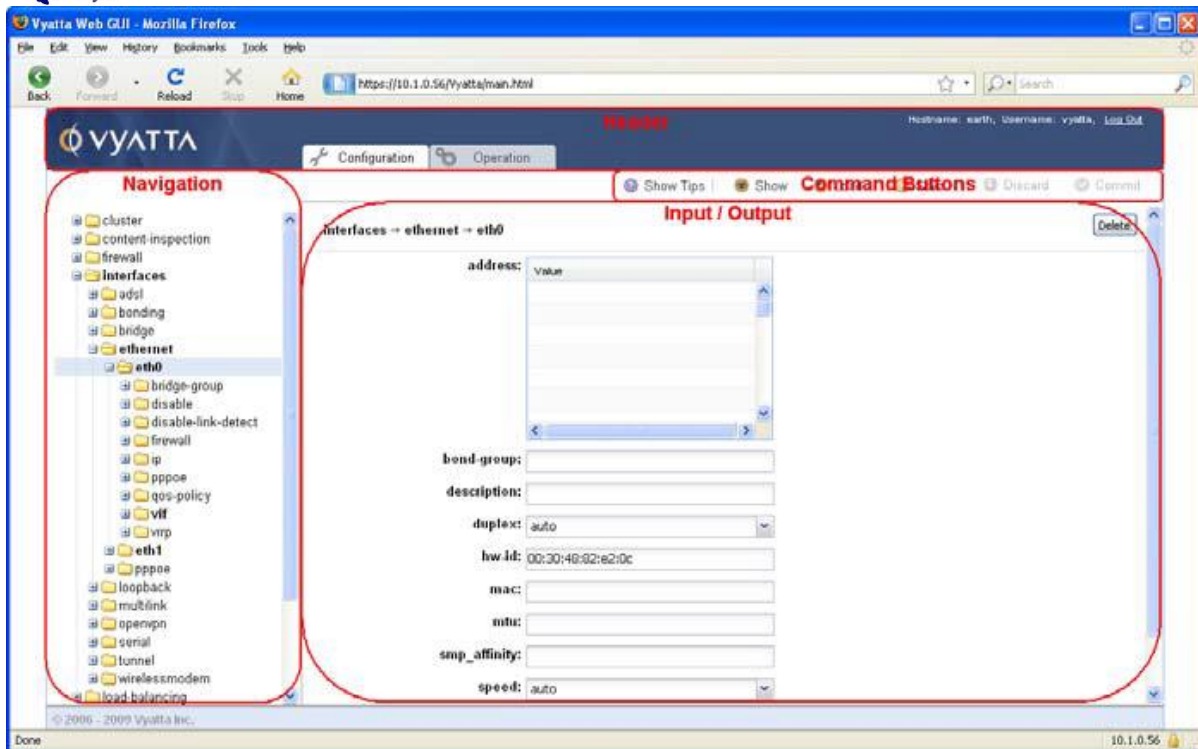 Vyatta Web GUI - Mozilla Firefox
File Edit View History Bookmarks Tools Help
Back Forward Reload Stop Home https://10.1.0.56/Vyatta/main.html Search
VYATTA
Header
Hostname: earth, Username: vyatta, Log Out
Configuration Operation
Navigation
Show Tips Show Command Buttons Discard Commit
Input / Output
cluster
content-inspection
firewall
interfaces
adsl
bonding
bridge
ethernet
eth0
bridge-group
disable
disable-link-detect
firewall
ip
pppoe
qos-policy
vif
vrrp
eth1
pppoe
loopback
multilink
openvpn
serial
tunnel
wirelessmodem
load-balancing
interfaces → ethernet → eth0
Delete
address: Value
bond-group:
description:
duplex: auto
hw-id: 00:30:48:82:e2:0c
mac:
mtu:
smp_affinity:
speed: auto
© 2006 - 2009 Vyatta Inc.
Done 10.1.0.56